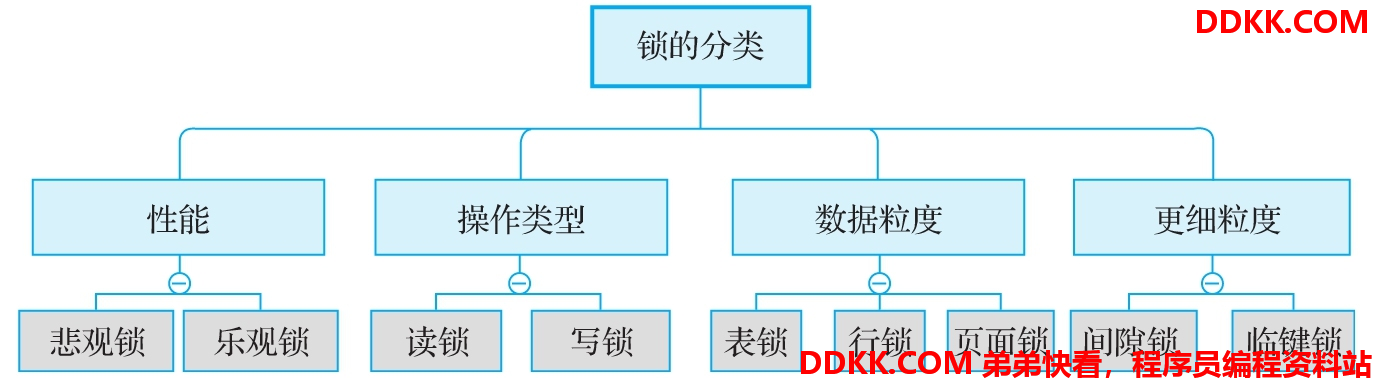 DDKK.COM
锁的分类
性能
操作类型
数据粒度
更细粒度
悲观锁
乐观锁
读锁
写锁
表锁
行锁
页面锁
间隙锁
临键锁
DDKK.COM 弟弟快看，程序员编程资料站